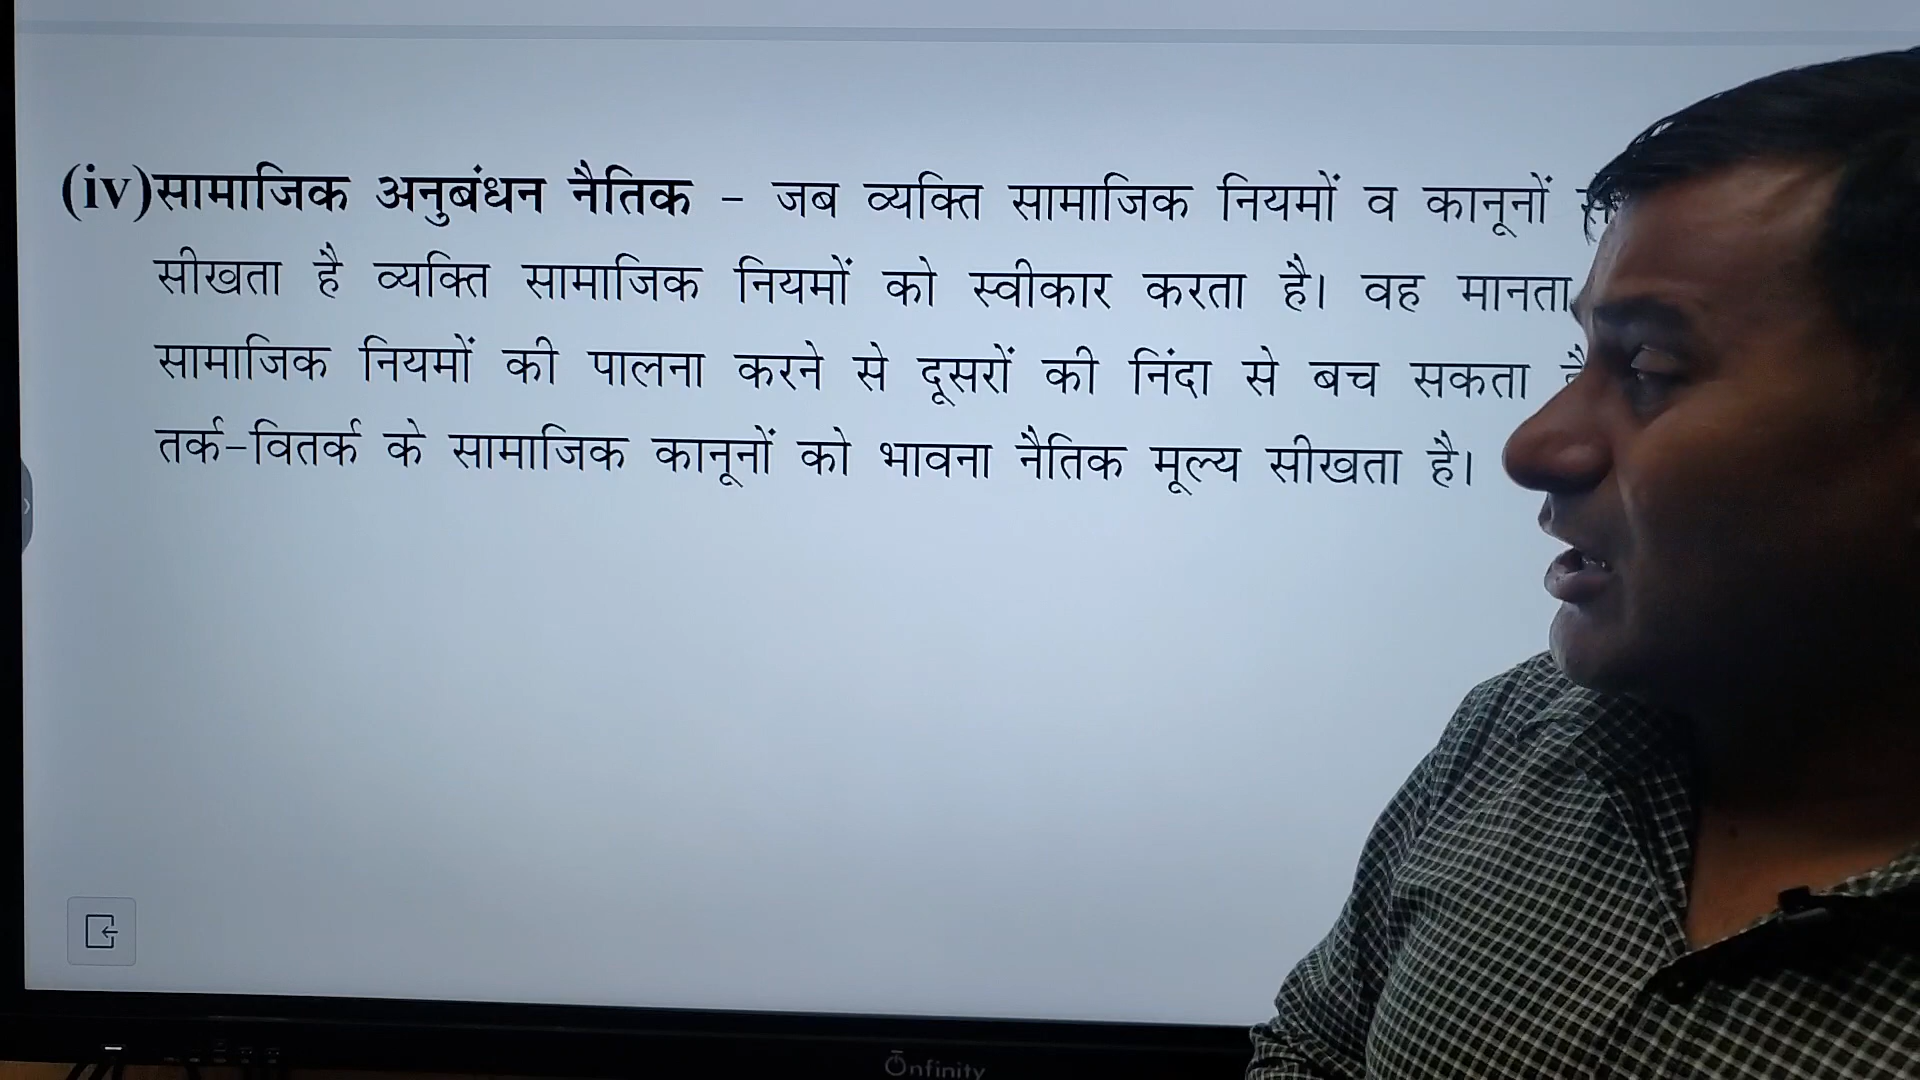 (iv)सामाजिक अनुबंधन नैतिक - जब व्यक्ति सामाजिक नियमों व कानूनों
सीखता है व्यक्ति सामाजिक नियमों को स्वीकार करता है। वह मानता
सामाजिक नियमों की पालना करने से दूसरों की निंदा से बच सकता
तर्क-वितर्क के सामाजिक कानूनों को भावना नैतिक मूल्य सीखता है।
Onfinity